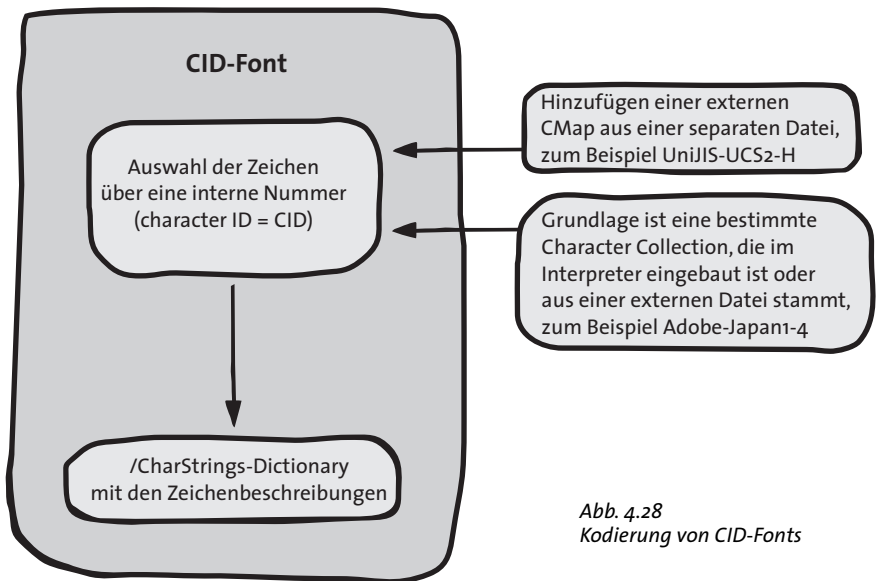 CID-Font
Auswahl der Zeichen
über eine interne Nummer
(character ID = CID)
Hinzufügen einer externen
CMap aus einer separaten Datei,
zum Beispiel UniJIS-UCS2-H
Grundlage ist eine bestimmte
Character Collection, die im
Interpreter eingebaut ist oder
aus einer externen Datei stammt,
zum Beispiel Adobe-Japan1-4
/CharStrings-Dictionary
mit den Zeichenbeschreibungen
Abb. 4.28
Kodierung von CID-Fonts